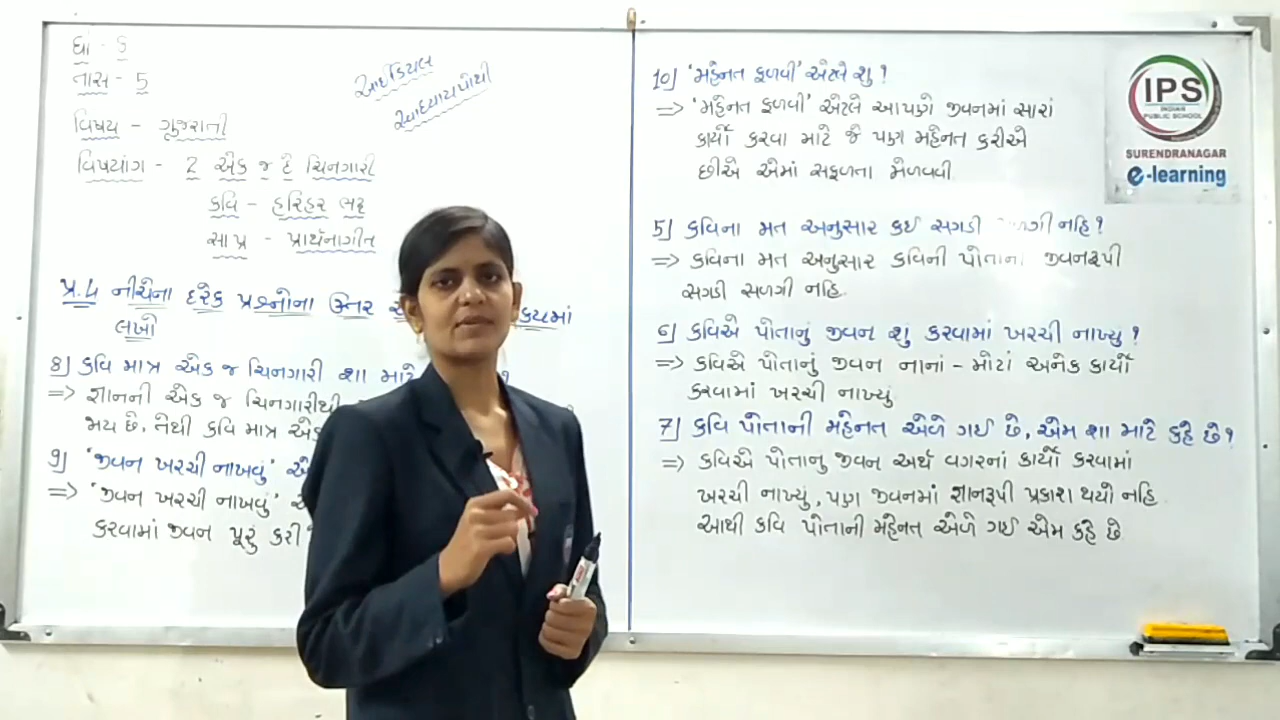 ધો - ૬
તાસ - 5
વિષય - ગુજરાતી
વિષયાંગ - 2 એક જ દે ચિનગારી
કવિ - હરિહર ભટ્ટ
સાપ્ર - પ્રાર્થનાગીત
આઈડિયલ
સ્વાધ્યાયપોથી
પ્ર.4 નીચેના દરેક પ્રશ્નોના ઉત્તર
લખો
8] કવિ માત્ર એક જ ચિનગારી શા માટે
=> જ્ઞાનની એક જ ચિનગારીથી
છે. તેથી કવિ માત્ર એક
9] 'જીવન ખરચી નાખવું'
=> 'જીવન ખરચી નાખવું'
કરવામાં જીવન પૂરું કરી
10] 'મહેનત ફળવી' એટલે શુ ?
=> 'મહેનત ફળવી' એટલે આપણે જીવનમાં સારાં
કાર્યો કરવા માટે જે પણ મહેનત કરીએ
છીએ એમાં સફળતા મેળવવી
5] કવિના મત અનુસાર કઈ સગડી નહિ ?
=> કવિના મત અનુસાર કવિની પોતાની જીવનરૂપી
સગડી સળગી નહિ.
6] કવિએ પોતાનું જીવન શુ કરવામાં ખરચી નાખ્યુ ?
=> કવિએ પોતાનું જીવન નાનાં - મોટાં અનેક કાર્યો
કરવામાં ખરચી નાખ્યું
7] કવિ પોતાની મહેનત એળે ગઈ છે, એમ શા માટે કહે છે ?
=> કવિએ પોતાનુ જીવન અર્થ વગરનાં કાર્યો કરવામાં
ખરચી નાખ્યું, પણ જીવનમાં જ્ઞાનરૂપી પ્રકાશ થયો નહિ
આથી કવિ પોતાની મહેનત એળે ગઈ એમ કહે છે
IPS
INDIAN
PUBLIC SCHOOL
SURENDRANAGAR
e-learning